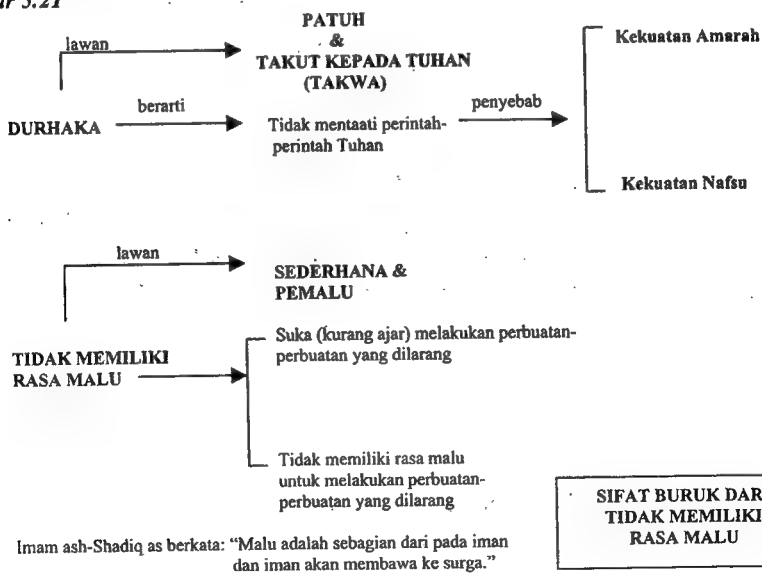 5.21
lawan
PATUH
&
TAKUT KEPADA TUHAN
(TAKWA)
Kekuatan Amarah
DURHAKA
berarti
Tidak mentaati perintah-
perintah Tuhan
penyebab
Kekuatan Nafsu
lawan
SEDERHANA &
PEMALU
TIDAK MEMILIKI
RASA MALU
Suka (kurang ajar) melakukan perbuatan-
perbuatan yang dilarang
Tidak memiliki rasa malu
untuk melakukan perbuatan-
perbuatan yang dilarang
SIFAT BURUK DAR
TIDAK MEMILIKI
RASA MALU
Imam ash-Shadiq as berkata: “Malu adalah sebagian dari pada iman
dan iman akan membawa ke surga.”